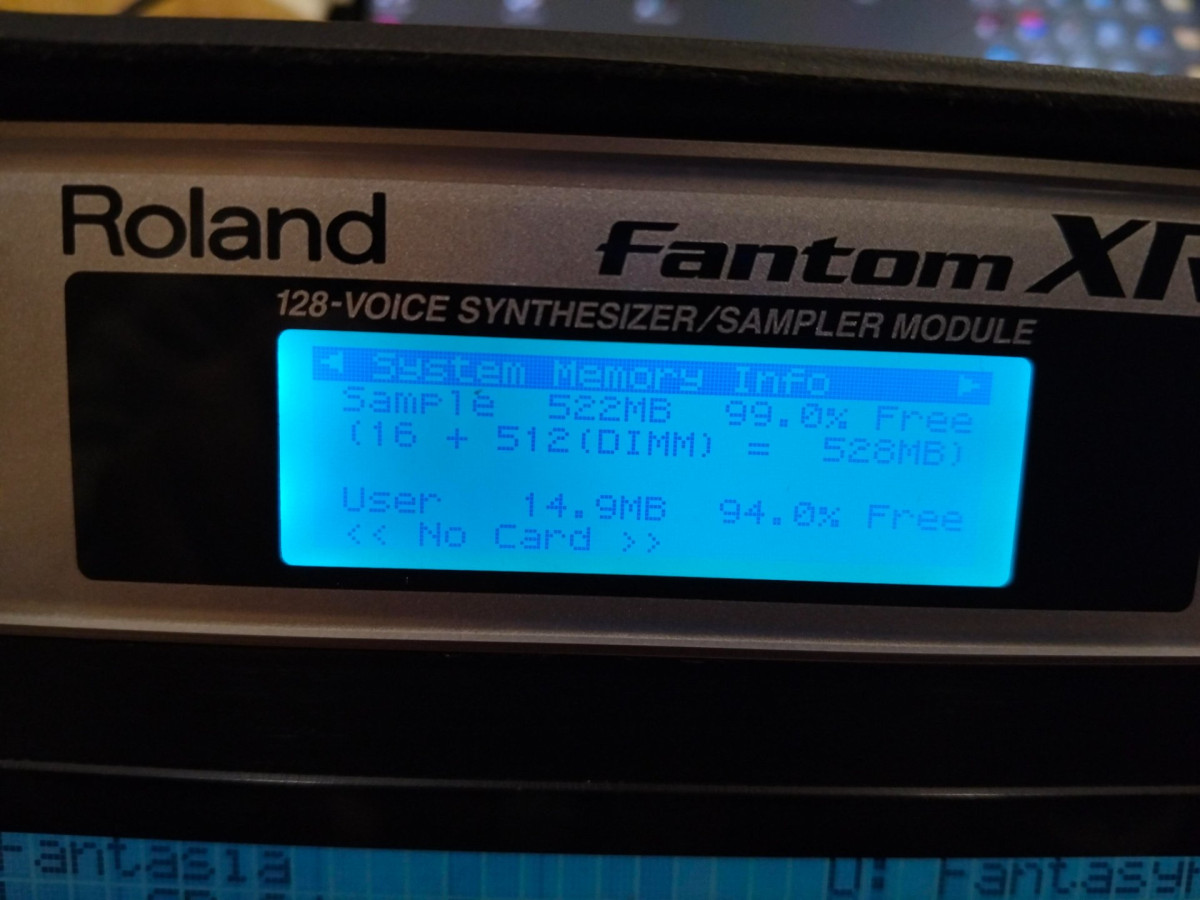 Roland
Fantom XR
128-VOICE SYNTHESIZER/SAMPLER MODULE
System Memory Info
Sample 522MB 99.0% Free
(16 + 512(DIMM) = 528MB)
User 14.9MB 94.0% Free
<< No Card >>
Fantasia